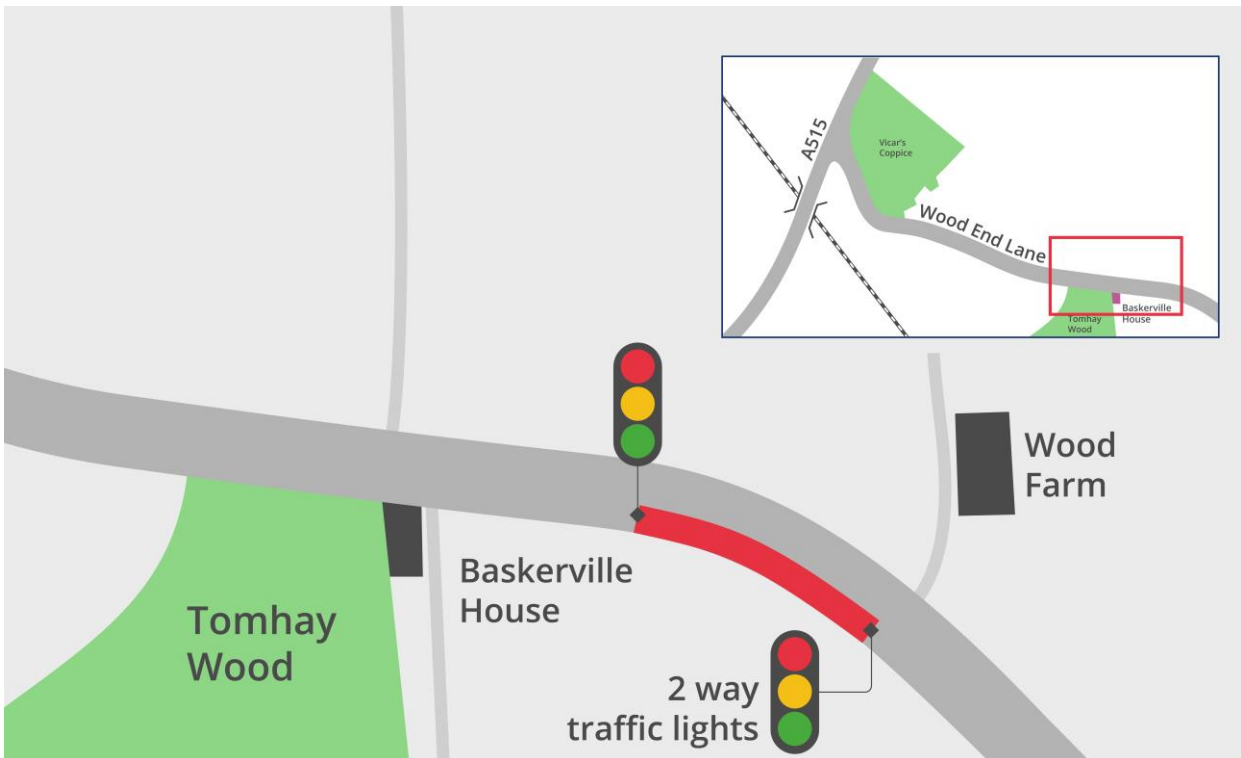 A515
Vicar's
Coppice
Wood End Lane
Baskerville
House
Tomhay
Wood
Wood
Farm
Baskerville
House
Tomhay
Wood
2 way
traffic lights